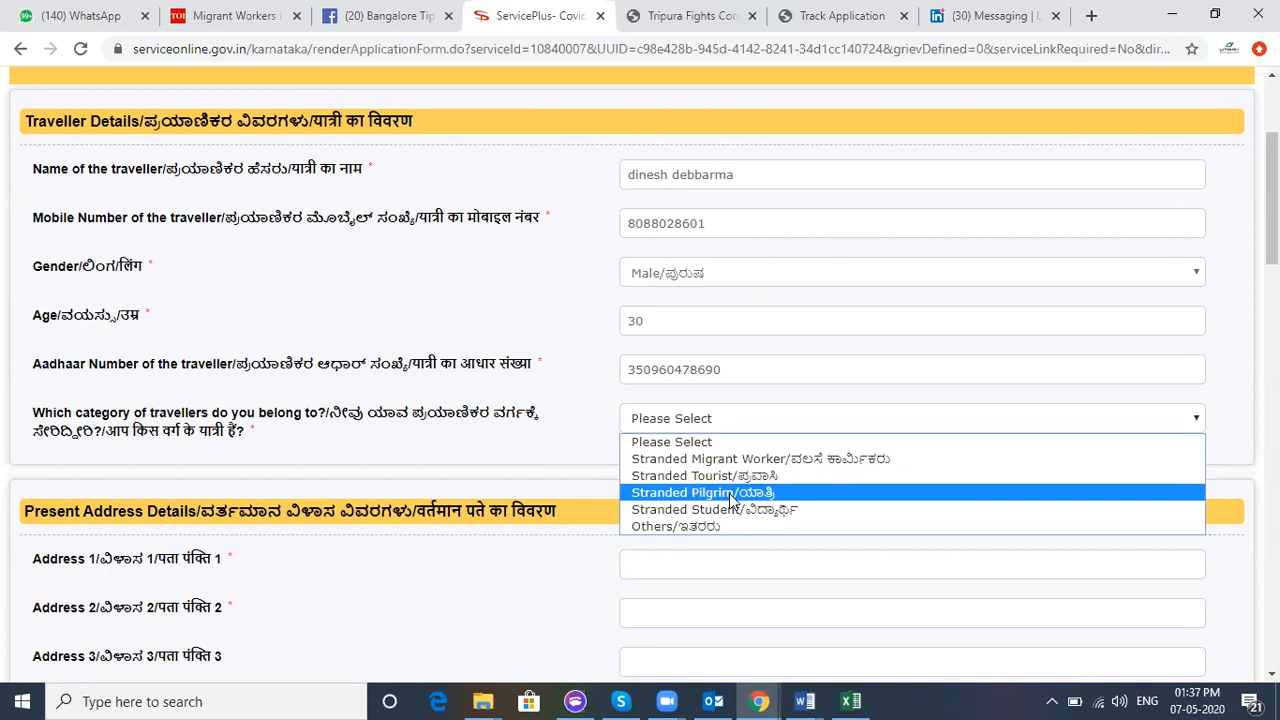 (140) WhatsApp
Migrant Workers i
(20) Bangalore Tip
ServicePlus- Covid
Tripura Fights Co
Track Application
(30) Messaging | L
serviceonline.gov.in/karnataka/renderApplicationForm.do?serviceId=10840007&UUID=c98e428b-945d-4142-8241-34d1cc140724&grievDefined=0&serviceLinkRequired=No&dir...
Traveller Details/ಪ್ರಯಾಣಿಕರ ವಿವರಗಳು/यात्री का विवरण
Name of the traveller/ಪ್ರಯಾಣಿಕರ ಹೆಸರು/यात्री का नाम *
dinesh debbarma
Mobile Number of the traveller/ಪ್ರಯಾಣಿಕರ ಮೊಬೈಲ್ ಸಂಖ್ಯೆ/यात्री का मोबाइल नंबर *
8088028601
Gender/ಲಿಂಗ/लिंग *
Male/ಪುರುಷ
Age/ವಯಸ್ಸು/उम्र *
30
Aadhaar Number of the traveller/ಪ್ರಯಾಣಿಕರ ಆಧಾರ್ ಸಂಖ್ಯೆ/यात्री का आधार संख्या *
350960478690
Which category of travellers do you belong to?/ನೀವು ಯಾವ ಪ್ರಯಾಣಿಕರ ವರ್ಗಕ್ಕೆ
ಸೇರಿದ್ದೀರಿ?/आप किस वर्ग के यात्री हैं? *
Please Select
Please Select
Stranded Migrant Worker/ವಲಸೆ ಕಾರ್ಮಿಕರು
Stranded Tourist/ಪ್ರವಾಸಿ
Stranded Pilgrim/ಯಾತ್ರಿ
Stranded Student/ವಿದ್ಯಾರ್ಥಿ
Others/ಇತರರು
Present Address Details/ವರ್ತಮಾನ ವಿಳಾಸ ವಿವರಗಳು/वर्तमान पते का विवरण
Address 1/ವಿಳಾಸ 1/पता पंक्ति 1 *
Address 2/ವಿಳಾಸ 2/पता पंक्ति 2 *
Address 3/ವಿಳಾಸ 3/पता पंक्ति 3
Type here to search
ENG
01:37 PM
07-05-2020
21